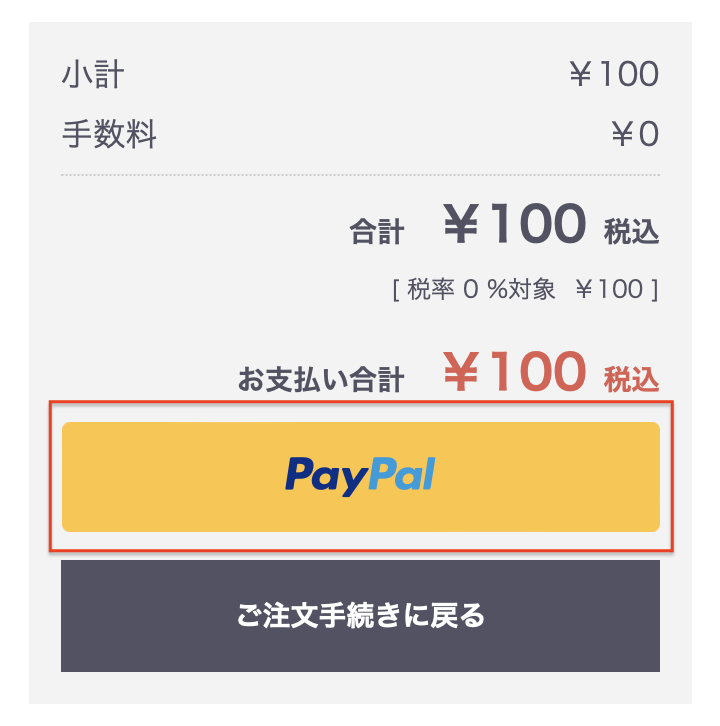 小計 ¥100
手数料 ¥0
合計 ¥100 税込
[ 税率 0 %対象 ¥100 ]
お支払い合計 ¥100 税込
PayPal
ご注文手続きに戻る